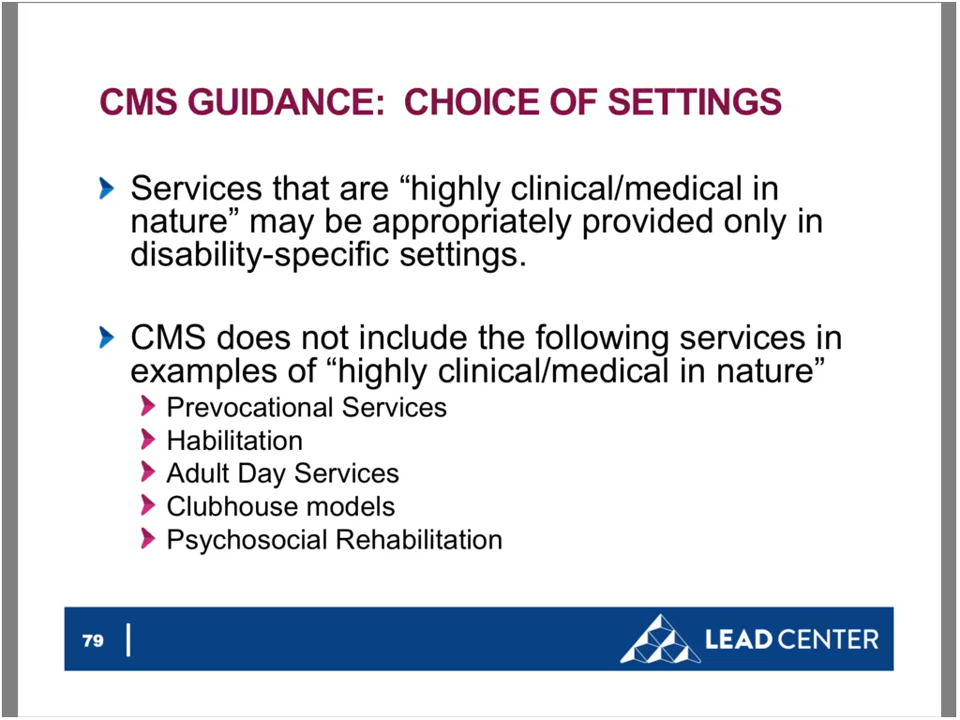 CMS GUIDANCE:  CHOICE OF SETTINGS
Services that are “highly clinical/medical in
nature” may be appropriately provided only in
disability-specific settings.
CMS does not include the following services in
examples of “highly clinical/medical in nature”
Prevocational Services
Habilitation
Adult Day Services
Clubhouse models
Psychosocial Rehabilitation
79
LEAD CENTER